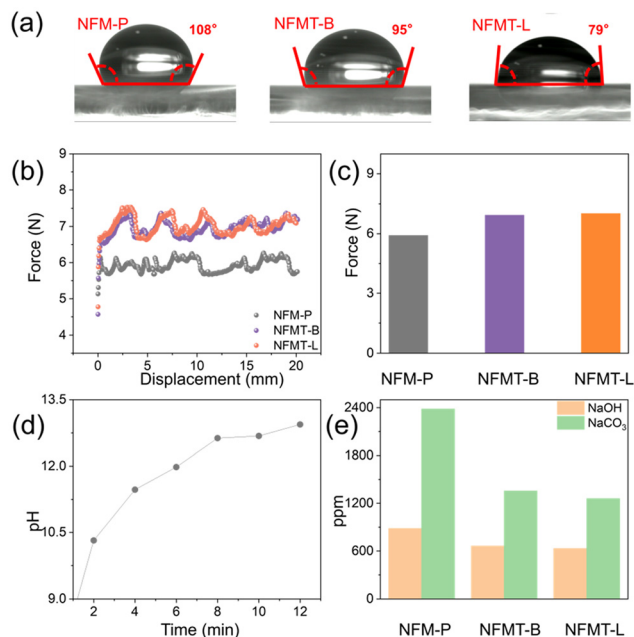 (a)
NFM-P 108°
NFMT-B 95°
NFMT-L 79°
(b)
9
8
7
6
5
4
Force (N)
0 5 10 15 20
Displacement (mm)
NFM-P
NFMT-B
NFMT-L
(c)
9
6
3
0
Force (N)
NFM-P NFMT-B NFMT-L
(d)
13.5
12.0
10.5
9.0
pH
2 4 6 8 10 12
Time (min)
(e)
2400
1800
1200
600
0
ppm
NaOH
NaCO₃
NFM-P NFMT-B NFMT-L